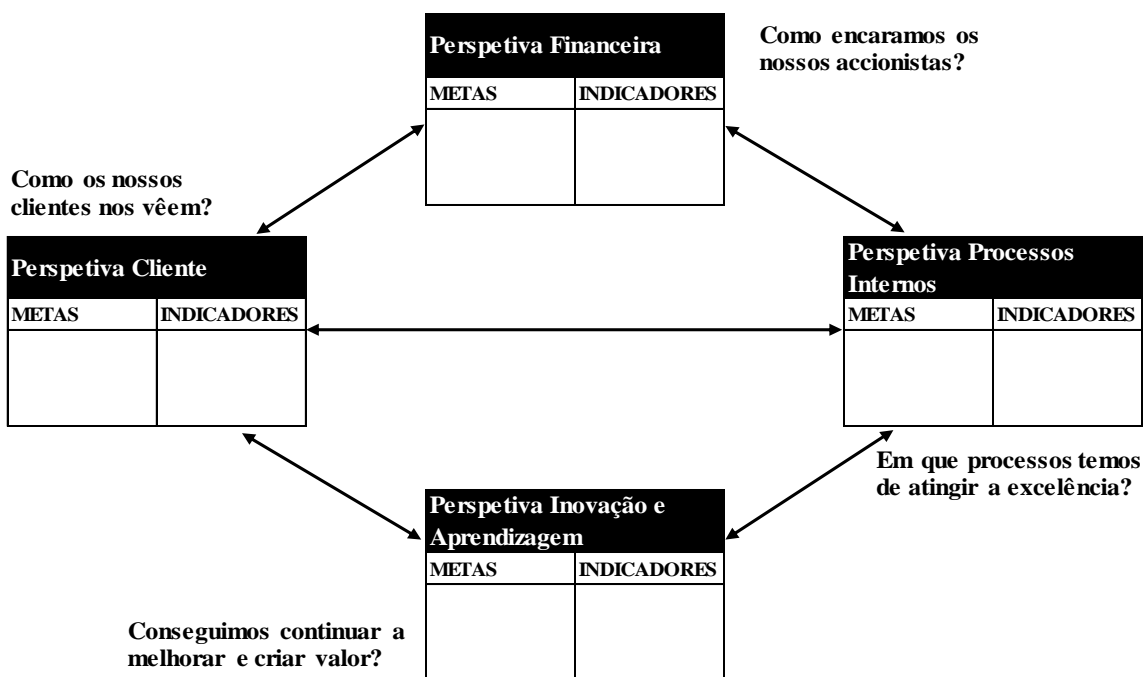 Perspetiva Financeira
METAS INDICADORES
Como encaramos os
nossos accionistas?
Como os nossos
clientes nos vêem?
Perspetiva Cliente
METAS INDICADORES
Perspetiva Processos
Internos
METAS INDICADORES
Em que processos temos
de atingir a excelência?
Perspetiva Inovação e
Aprendizagem
METAS INDICADORES
Conseguimos continuar a
melhorar e criar valor?